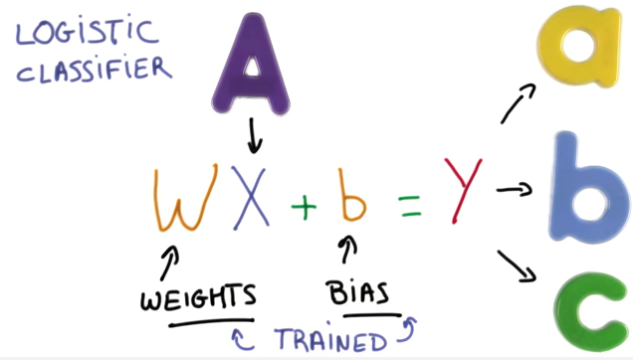 LOGISTIC
CLASSIFIER
A
WX + b = Y
a
b
c
WEIGHTS
BIAS
TRAINED